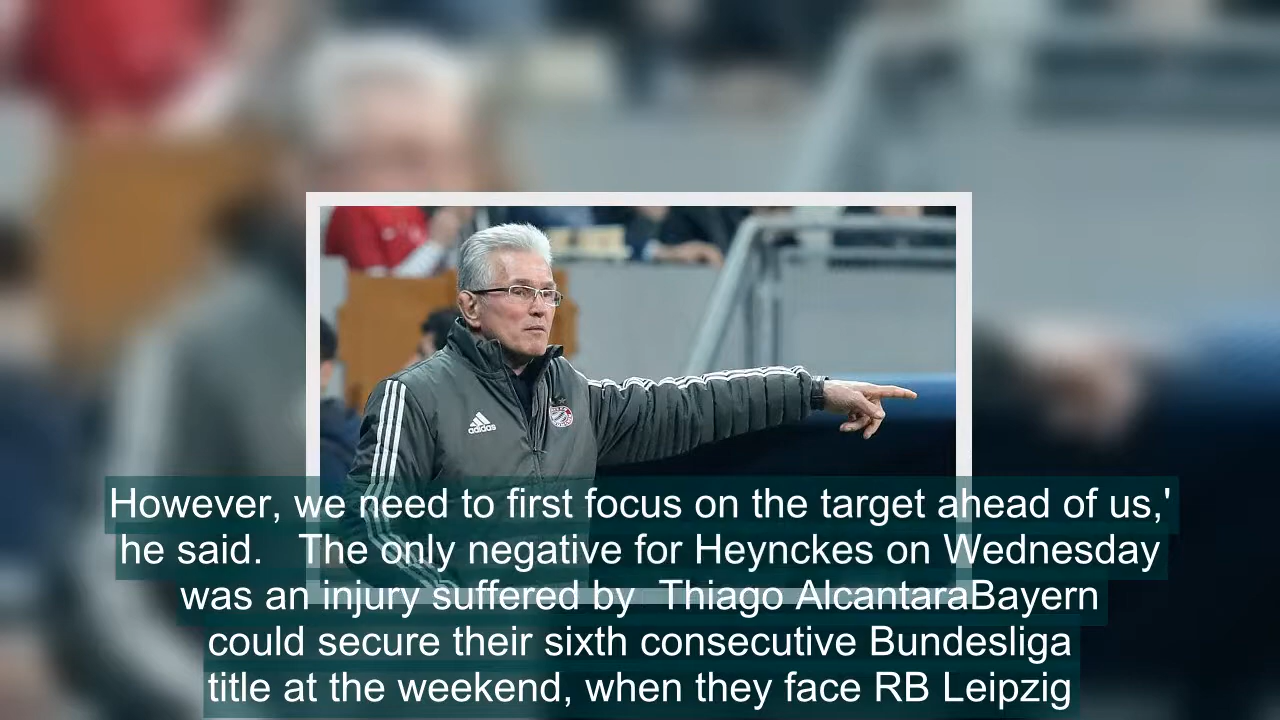 adidas
However, we need to first focus on the target ahead of us,'
he said.   The only negative for Heynckes on Wednesday
was an injury suffered by  Thiago AlcantaraBayern
could secure their sixth consecutive Bundesliga
title at the weekend, when they face RB Leipzig